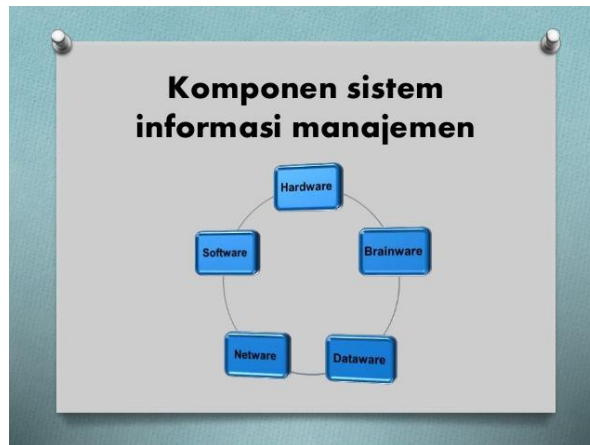 Komponen sistem
informasi manajemen
Hardware
Software
Brainware
Netware
Dataware